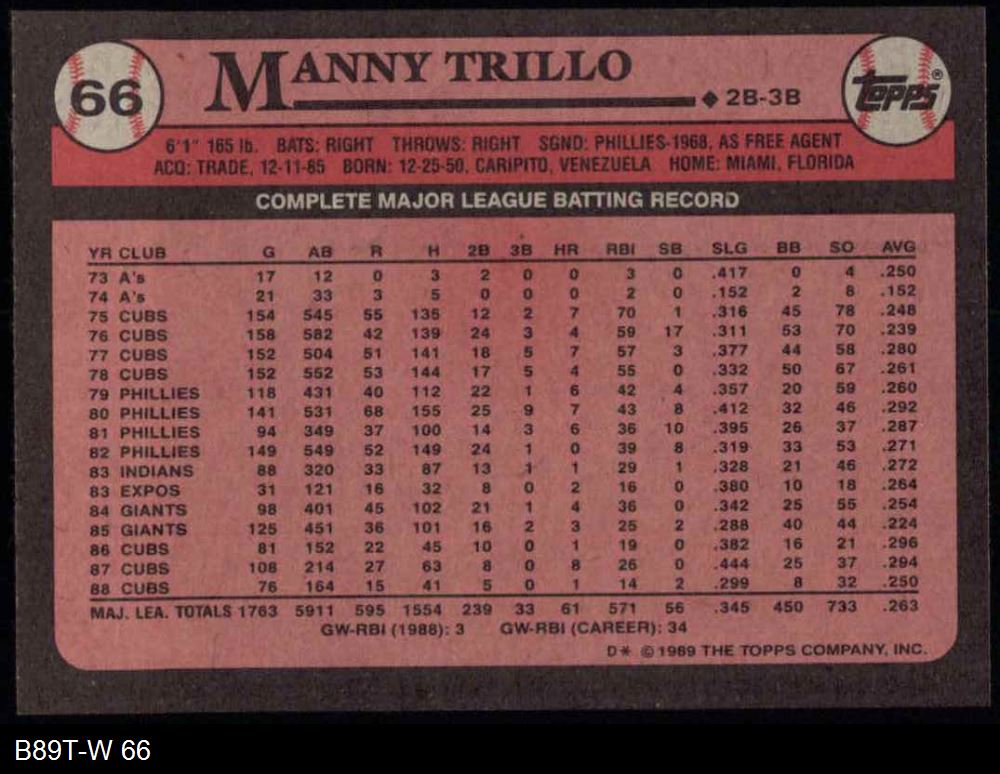 66 MANNY TRILLO ◆ 2B-3B Topps®
6'1" 165 lb. BATS: RIGHT THROWS: RIGHT SGND: PHILLIES-1968, AS FREE AGENT
ACQ: TRADE, 12-11-85 BORN: 12-25-50, CARIPITO, VENEZUELA HOME: MIAMI, FLORIDA
COMPLETE MAJOR LEAGUE BATTING RECORD
YR CLUB G AB R H 2B 3B HR RBI SB SLG BB SO AVG
73 A's 17 12 0 3 2 0 0 3 0 .417 0 4 .250
74 A's 21 33 3 5 0 0 0 2 0 .152 2 8 .152
75 CUBS 154 545 55 135 12 2 7 70 1 .316 45 78 .248
76 CUBS 158 582 42 139 24 3 4 59 17 .311 53 70 .239
77 CUBS 152 504 51 141 18 5 7 57 3 .377 44 58 .280
78 CUBS 152 552 53 144 17 5 4 55 0 .332 50 67 .261
79 PHILLIES 118 431 40 112 22 1 6 42 4 .357 20 59 .260
80 PHILLIES 141 531 68 155 25 9 7 43 8 .412 32 46 .292
81 PHILLIES 94 349 37 100 14 3 6 36 10 .395 26 37 .287
82 PHILLIES 149 549 52 149 24 1 0 39 8 .319 33 53 .271
83 INDIANS 88 320 33 87 13 1 1 29 1 .328 21 46 .272
83 EXPOS 31 121 16 32 8 0 2 16 0 .380 10 18 .264
84 GIANTS 98 401 45 102 21 1 4 36 0 .342 25 55 .254
85 GIANTS 125 451 36 101 16 2 3 25 2 .288 40 44 .224
86 CUBS 81 152 22 45 10 0 1 19 0 .382 16 21 .296
87 CUBS 108 214 27 63 8 0 8 26 0 .444 25 37 .294
88 CUBS 76 164 15 41 5 0 1 14 2 .299 8 32 .250
MAJ. LEA. TOTALS 1763 5911 595 1554 239 33 61 571 56 .345 450 733 .263
GW-RBI (1988): 3 GW-RBI (CAREER): 34
D* © 1989 THE TOPPS COMPANY, INC.
B89T-W 66